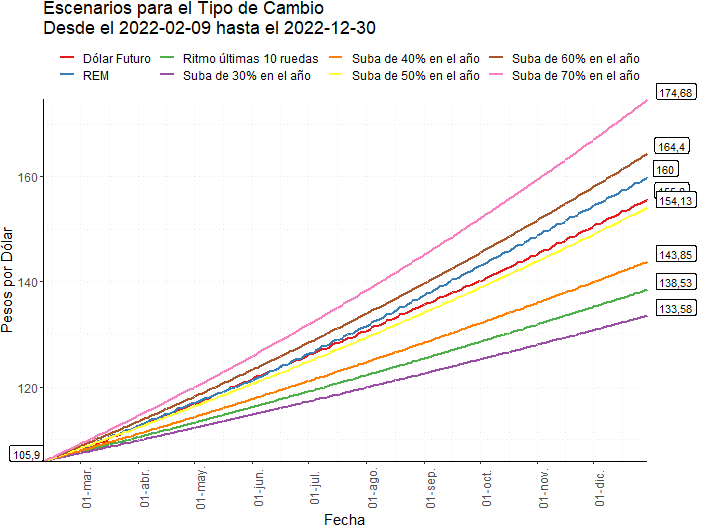 Escenarios para el Tipo de Cambio
Desde el 2022-02-09 hasta el 2022-12-30
Dólar Futuro
Ritmo últimas 10 ruedas
Suba de 40% en el año
Suba de 60% en el año
REM
Suba de 30% en el año
Suba de 50% en el año
Suba de 70% en el año
174,68
164,4
160
154,13
143,85
138,53
133,58
105,9
160
140
120
Pesos por Dólar
01-mar.
01-abr.
01-may.
01-jun.
01-jul.
01-ago.
01-sep.
01-oct.
01-nov.
01-dic.
Fecha